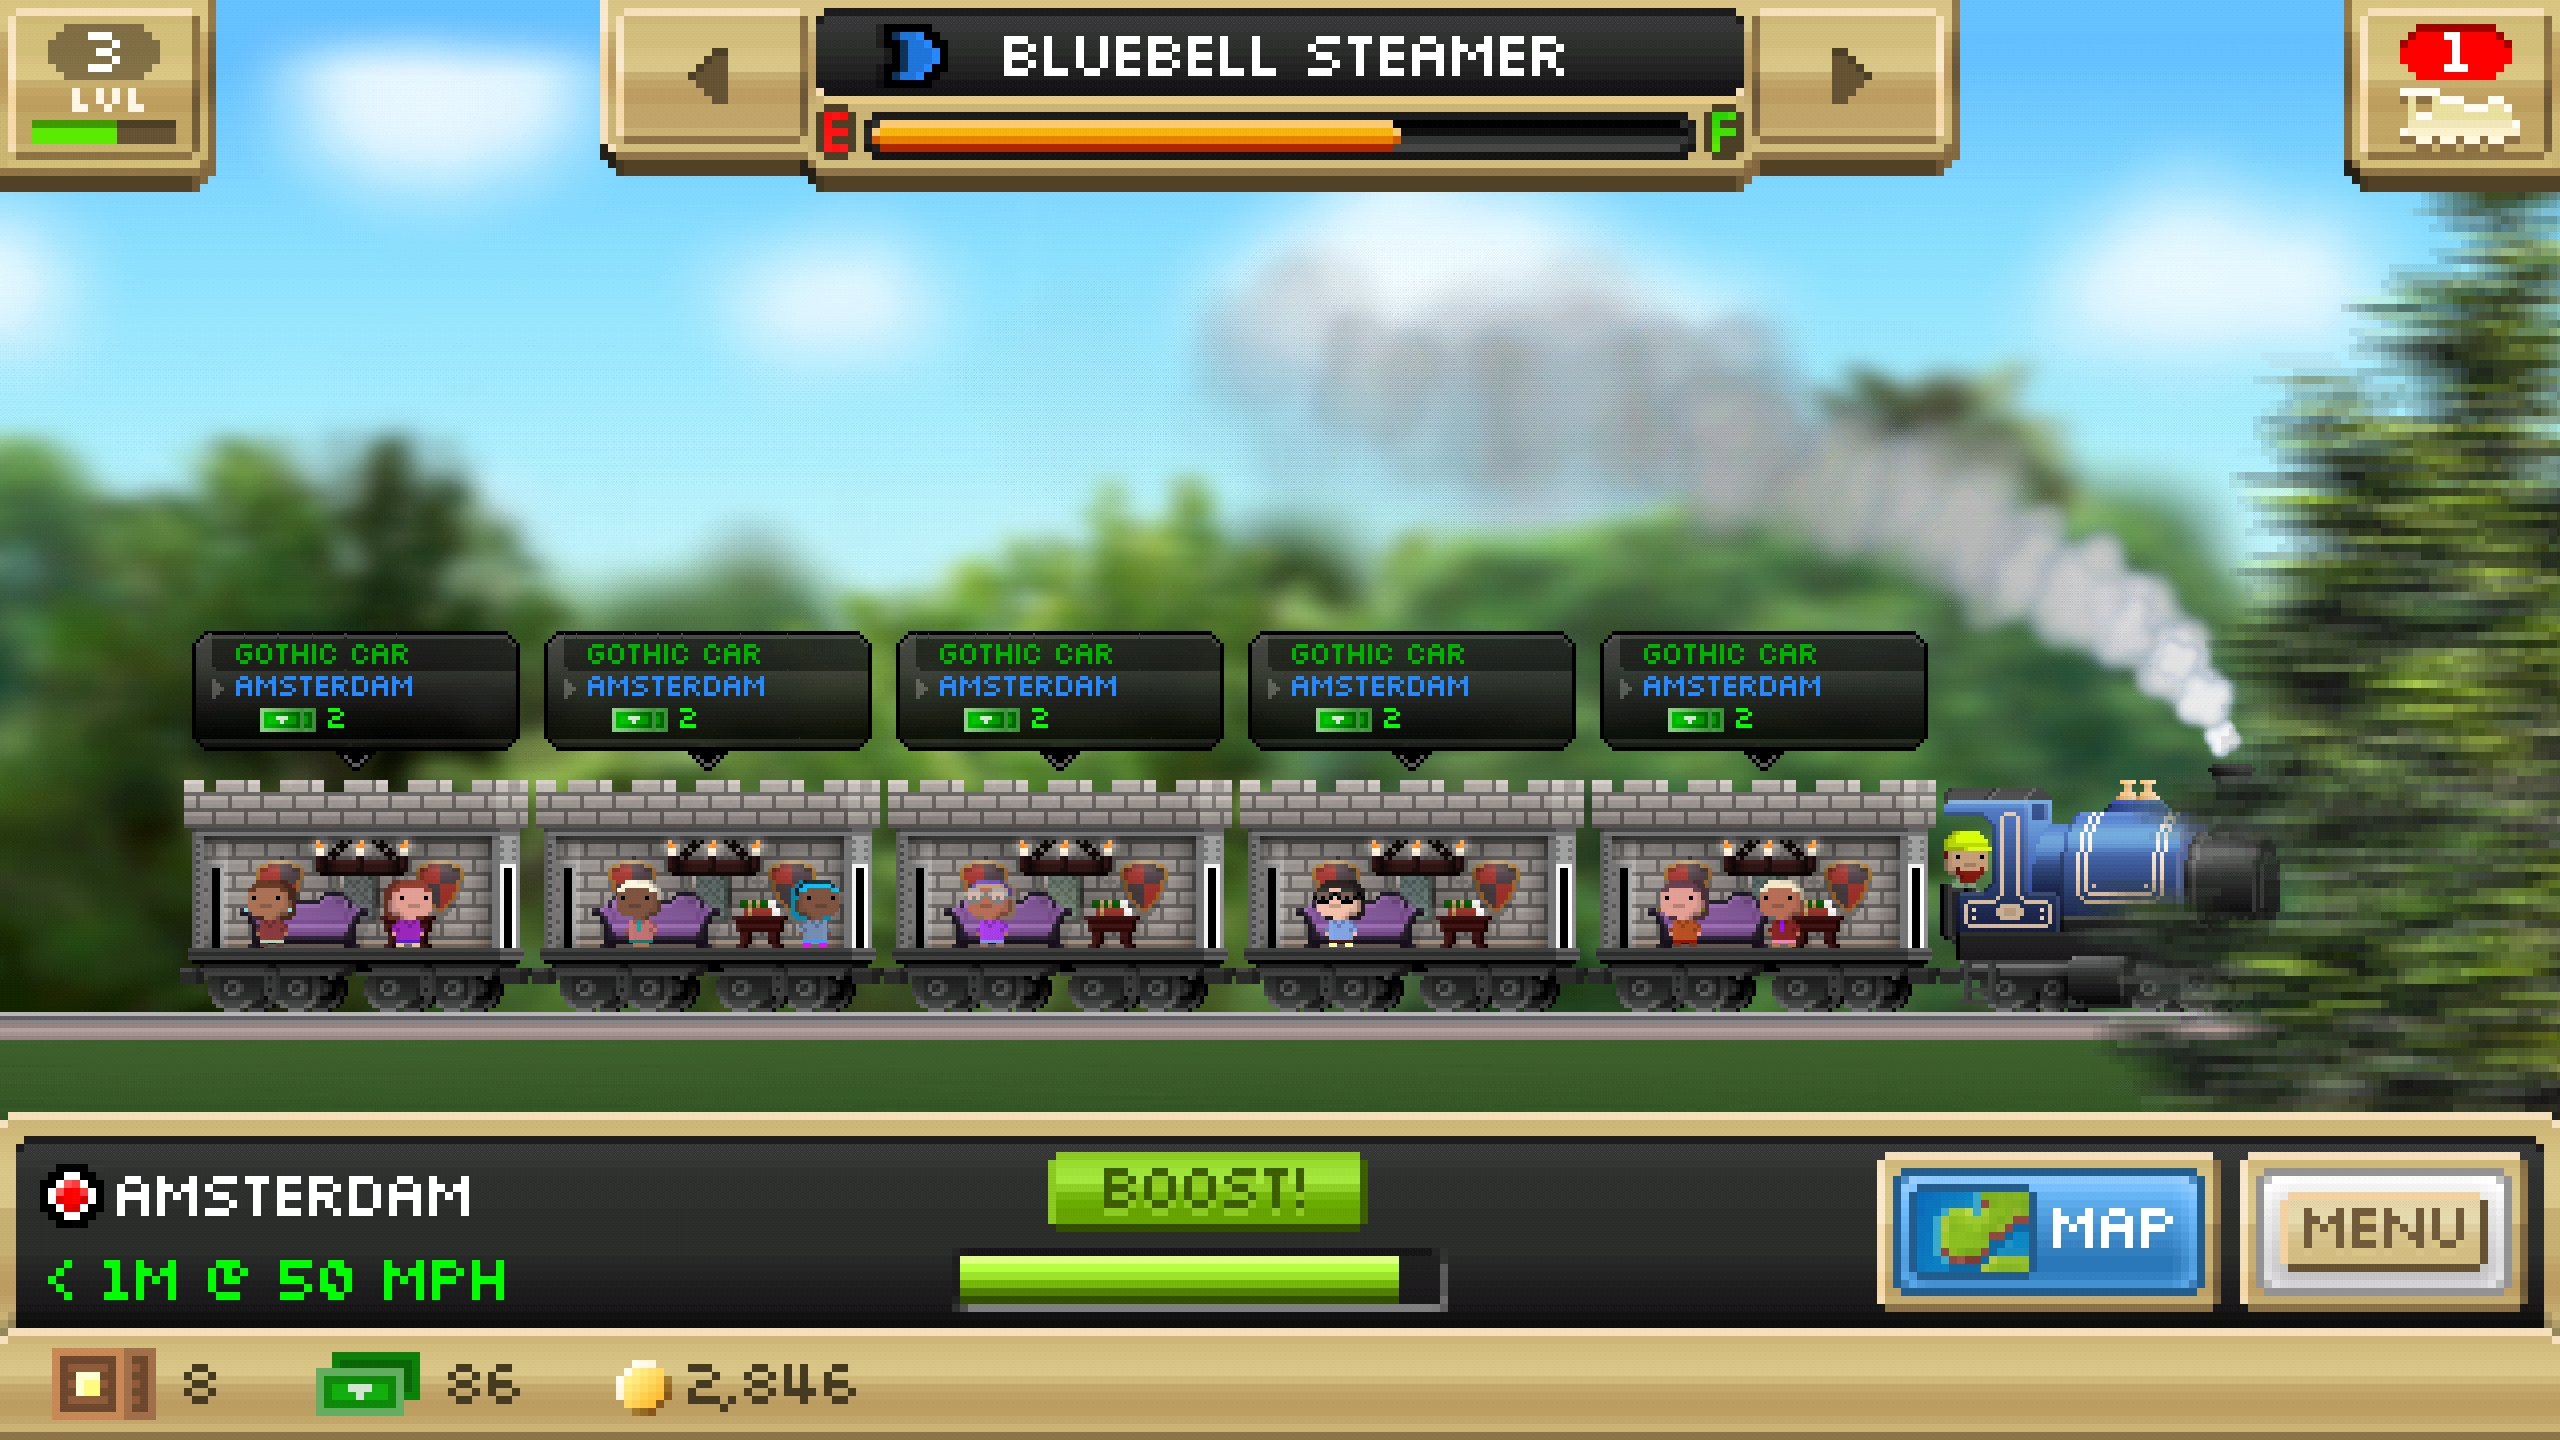 3
LVL
BLUEBELL STEAMER
E F
1
GOTHIC CAR
AMSTERDAM
2
GOTHIC CAR
AMSTERDAM
2
GOTHIC CAR
AMSTERDAM
2
GOTHIC CAR
AMSTERDAM
2
GOTHIC CAR
AMSTERDAM
2
AMSTERDAM
< 1M @ 50 MPH
BOOST!
MAP
MENU
8
86
2,846